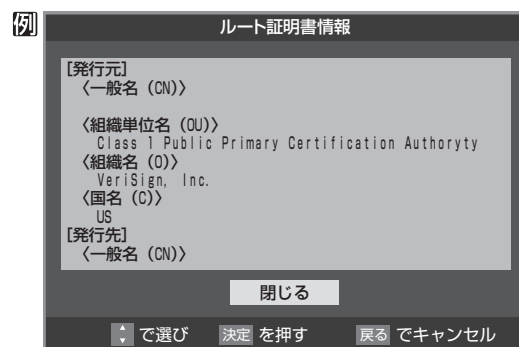 例
ルート証明書情報
[発行元]
〈一般名（CN)〉
〈組織単位名（OU)〉
Class 1 Public Primary Certification Authoryty
〈組織名（O)〉
VeriSign, Inc.
〈国名（C)〉
US
[発行先]
〈一般名（CN)〉
閉じる
で選び 決定 を押す 戻る でキャンセル